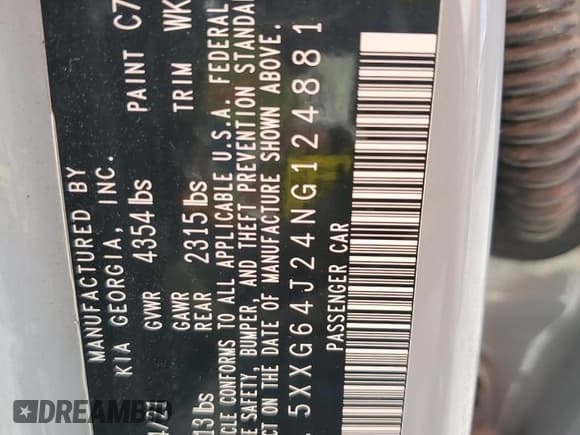 MANUFACTURED BY
KIA GEORGIA, INC.
GVWR 4354 lbs PAINT C7
GAWR TRIM WK
REAR 2315 lbs
CONFORMS TO ALL APPLICABLE U.S.A. FEDERAL
SAFETY, BUMPER, AND THEFT PREVENTION STANDA
ON THE DATE OF MANUFACTURE SHOWN ABOVE.
5XXG64J24NG124881
PASSENGER CAR
13 lbs
DREAMBID